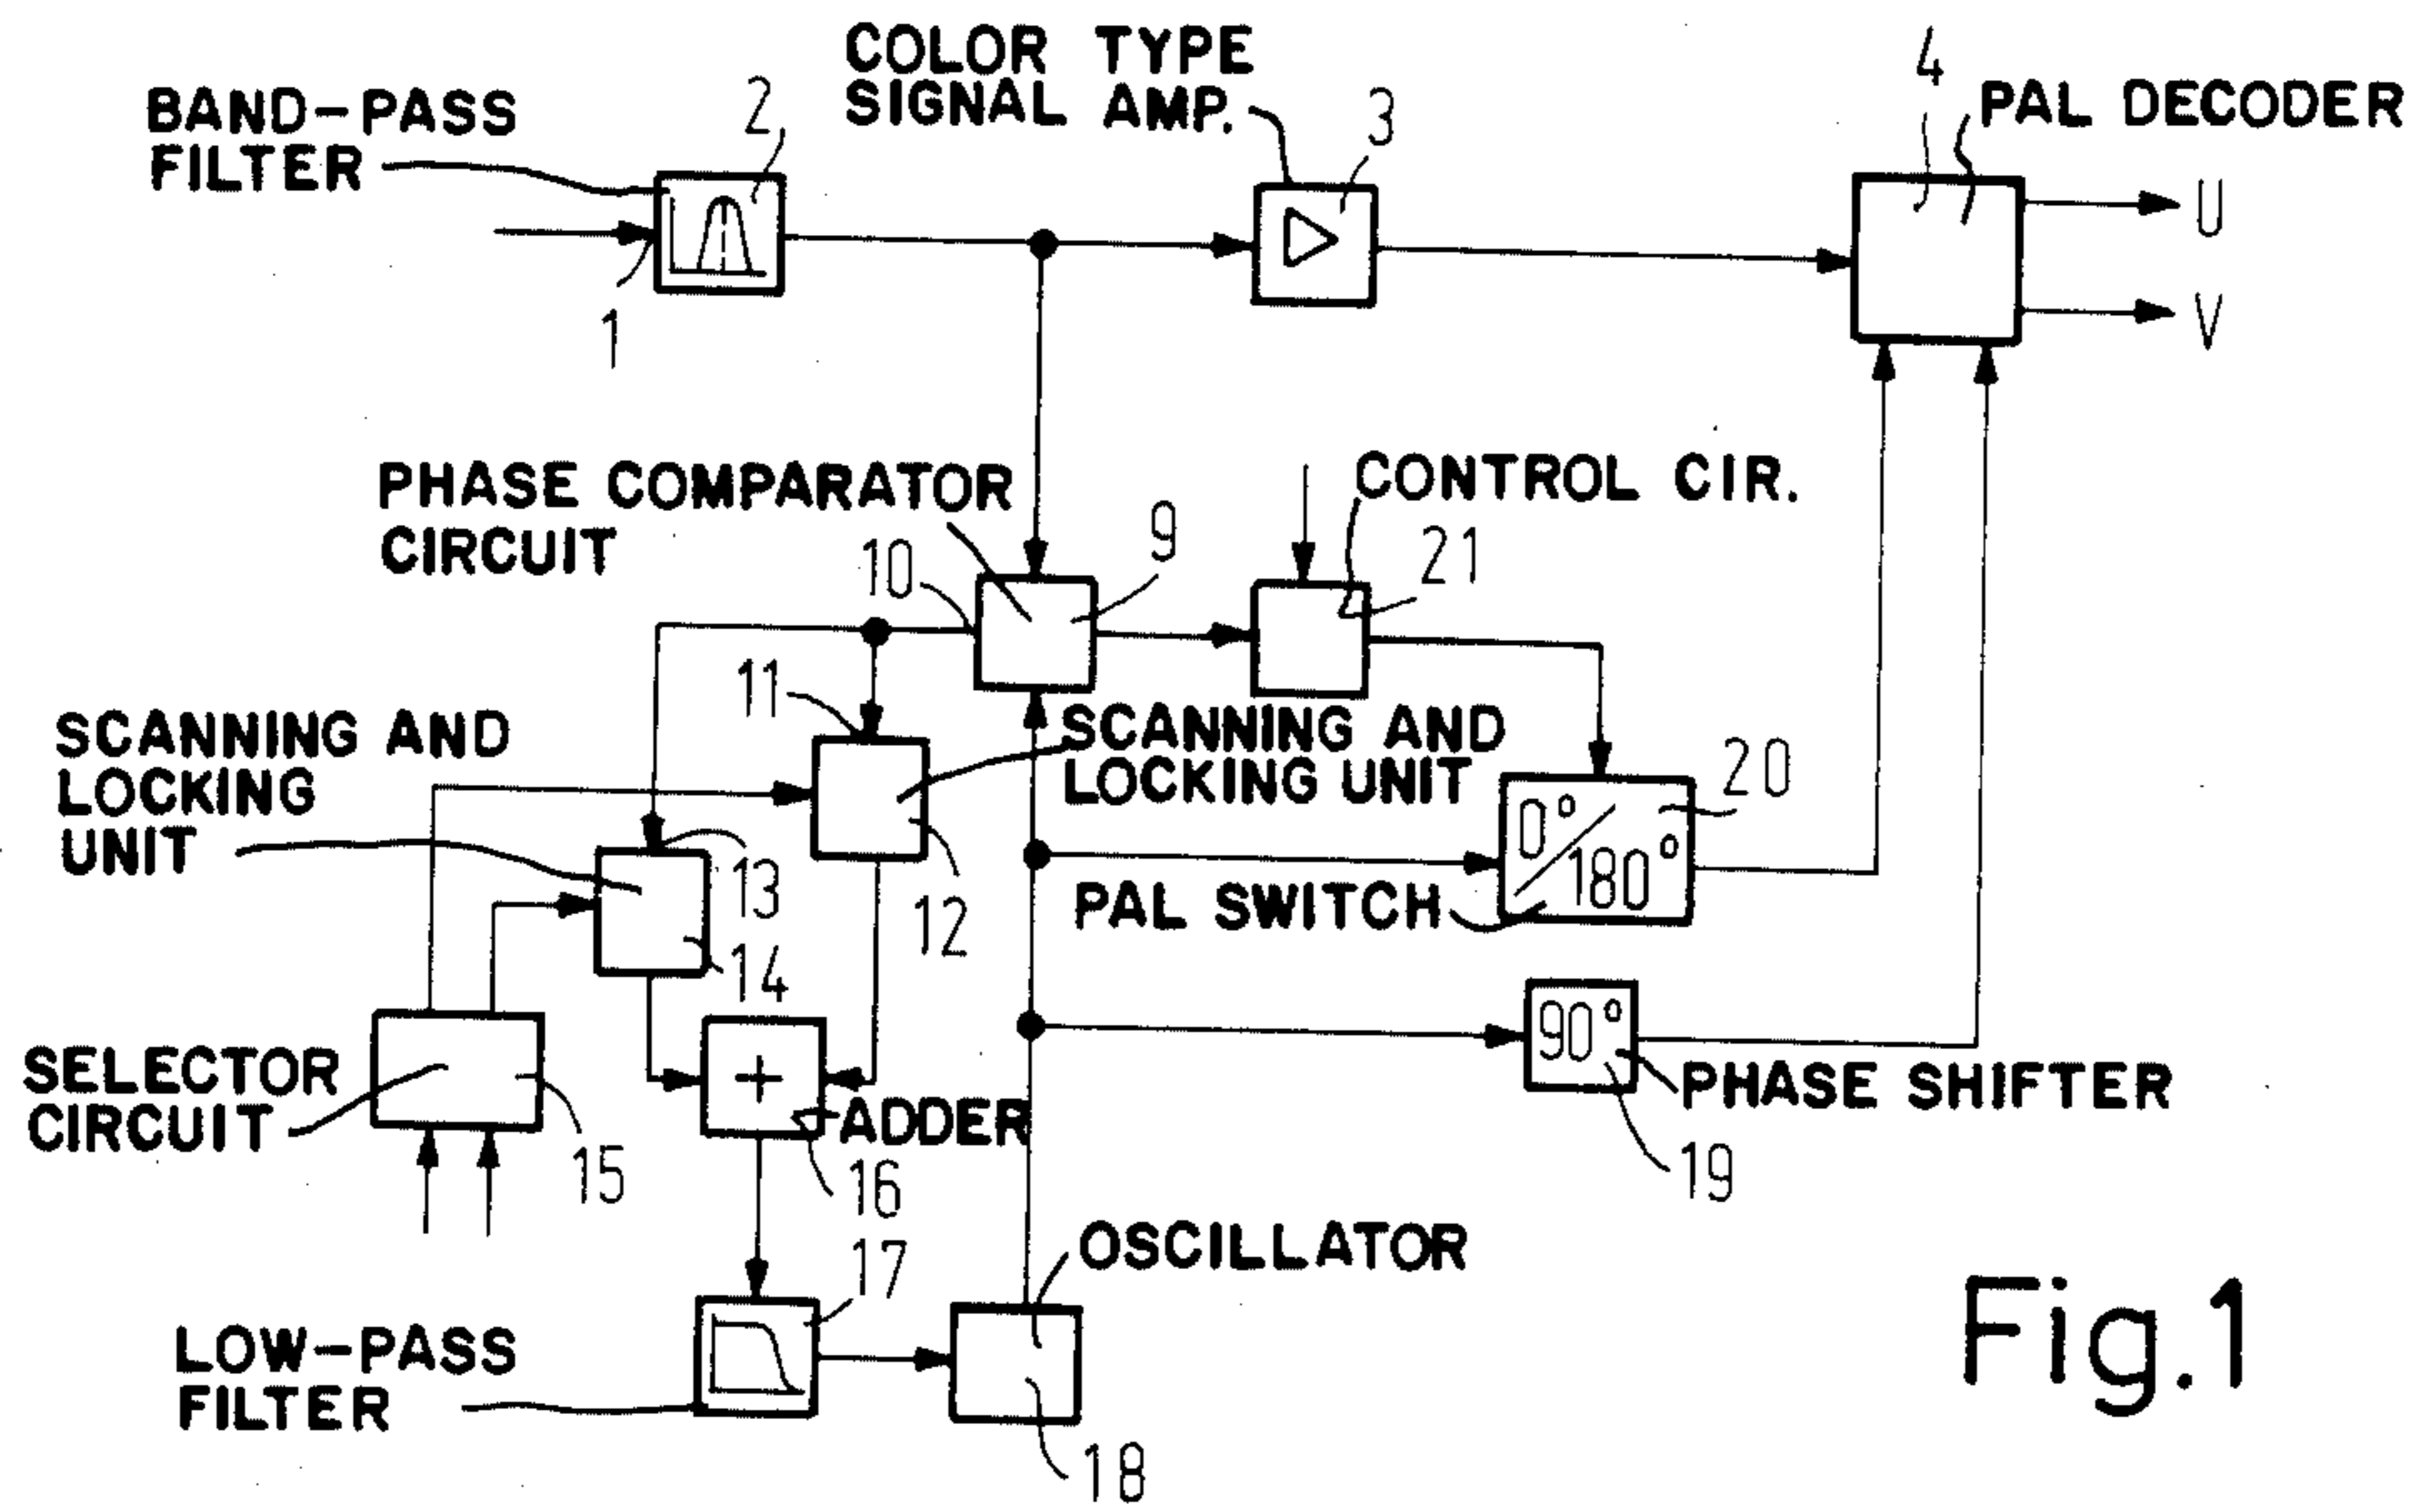 COLOR TYPE
SIGNAL AMP.
BAND-PASS
FILTER
2
3
4
PAL DECODER
U
V
1
PHASE COMPARATOR
CIRCUIT
10
9
CONTROL CIR.
21
11
SCANNING AND
LOCKING
UNIT
SCANNING AND
LOCKING UNIT
20
0°/180°
13
12
14
PAL SWITCH
90°
SELECTOR
CIRCUIT
15
+
ADDER
16
PHASE SHIFTER
19
17
OSCILLATOR
LOW-PASS
FILTER
18
Fig.1